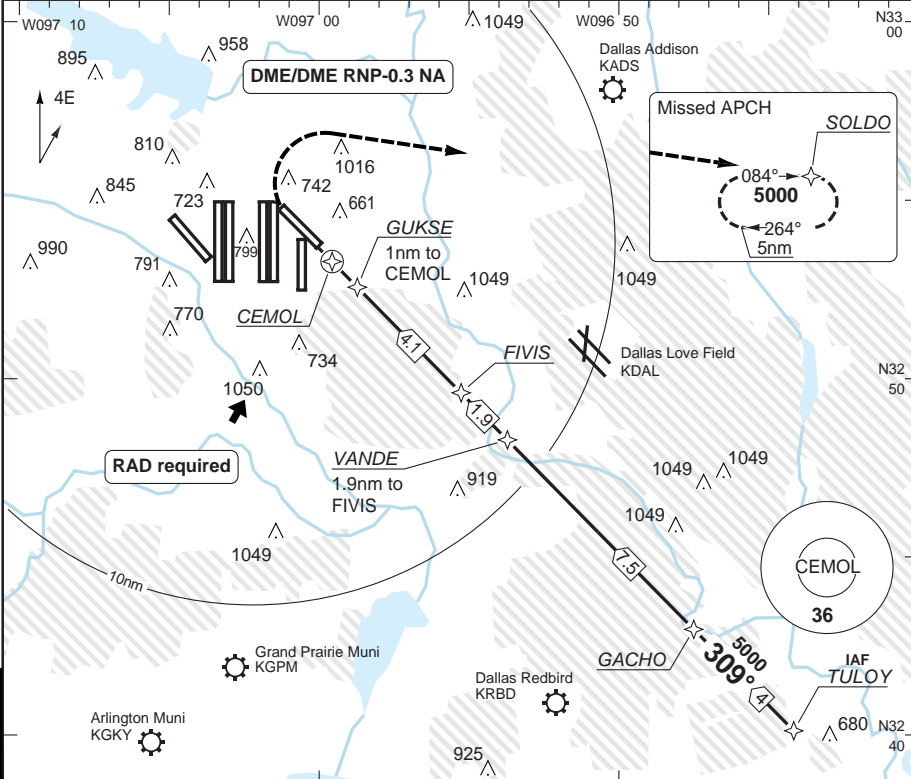 W097 10
W097 00
1049
W096 50
N33
00
958
895
DME/DME RNP-0.3 NA
Dallas Addison
KADS
4E
Missed APCH
SOLDO
084°
5000
264°
5nm
810
1016
845
723
742
661
GUKSE
1nm to
CEMOL
990
799
791
1049
1049
CEMOL
770
734
4.1
FIVIS
Dallas Love Field
KDAL
N32
50
1050
1.9
RAD required
VANDE
1.9nm to
FIVIS
919
1049
1049
1049
1049
10nm
7.5
CEMOL
36
Grand Prairie Muni
KGPM
GACHO
5000
309°
IAF
TULOY
4
Dallas Redbird
KRBD
Arlington Muni
KGKY
680
N32
40
925